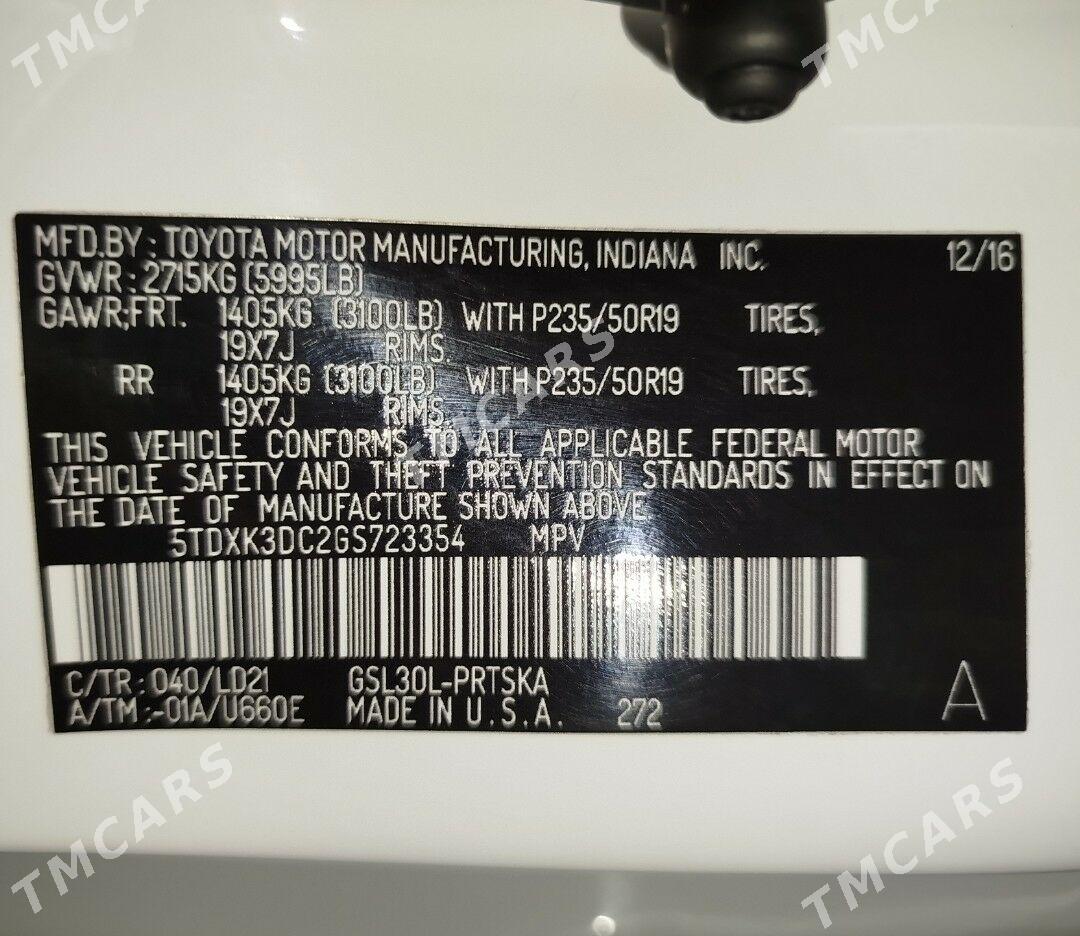 TMCARS
TMCARS
MFD.BY : TOYOTA MOTOR MANUFACTURING, INDIANA INC. 12/16
GVWR : 2715KG (5995LB)
GAWR;FRT. 1405KG (3100LB) WITH P235/50R19 TIRES,
19X7J RIMS.
RR 1405KG (3100LB) WITH P235/50R19 TIRES,
19X7J RIMS.
TMCARS
THIS VEHICLE CONFORMS TO ALL APPLICABLE FEDERAL MOTOR
VEHICLE SAFETY AND THEFT PREVENTION STANDARDS IN EFFECT ON
THE DATE OF MANUFACTURE SHOWN ABOVE
5TDXK3DC2GS723354 MPV
C/TR : 040/LD21 GSL30L-PRTSKA
A/TM :-01A/U660E MADE IN U.S.A. 272 A
TMCARS
TMCARS